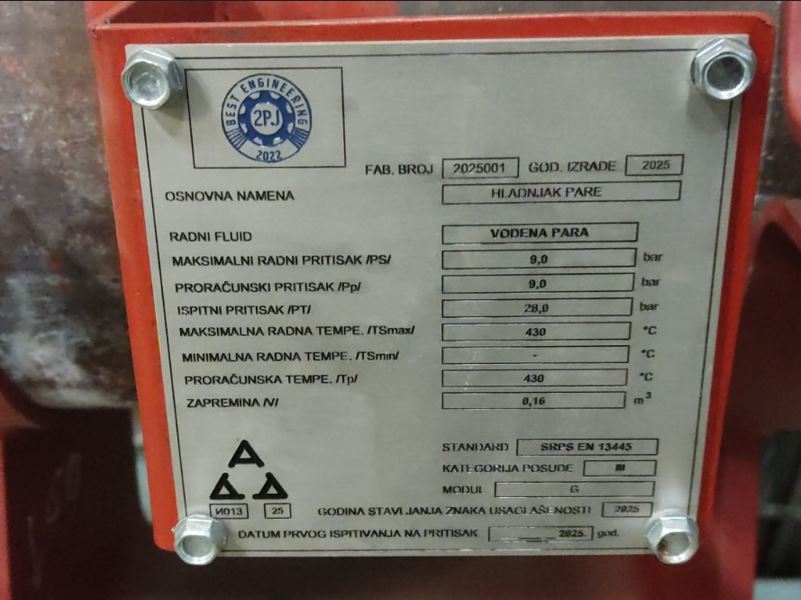 BEST ENGINEERING
2PJ
2022
FAB. BROJ 2025001 GOD. IZRADE 2025
OSNOVNA NAMENA HLADNJAK PARE
RADNI FLUID VODENA PARA
MAKSIMALNI RADNI PRITISAK /PS/ 9,0 bar
PRORAČUNSKI PRITISAK /Pp/ 9,0 bar
ISPITNI PRITISAK /PT/ 28,0 bar
MAKSIMALNA RADNA TEMPE. /TSmax/ 430 °C
MINIMALNA RADNA TEMPE. /TSmin/ - °C
PRORAČUNSKA TEMPE. /Tp/ 430 °C
ZAPREMINA /V/ 0,16 m³
STANDARD SRPS EN 13445
KATEGORIJA POSUDE III
MODUL G
AAA
И013 25 GODINA STAVLJANJA ZNAKA USAGLAŠENOSTI 2025
DATUM PRVOG ISPITIVANJA NA PRITISAK __ __ 2025. god.